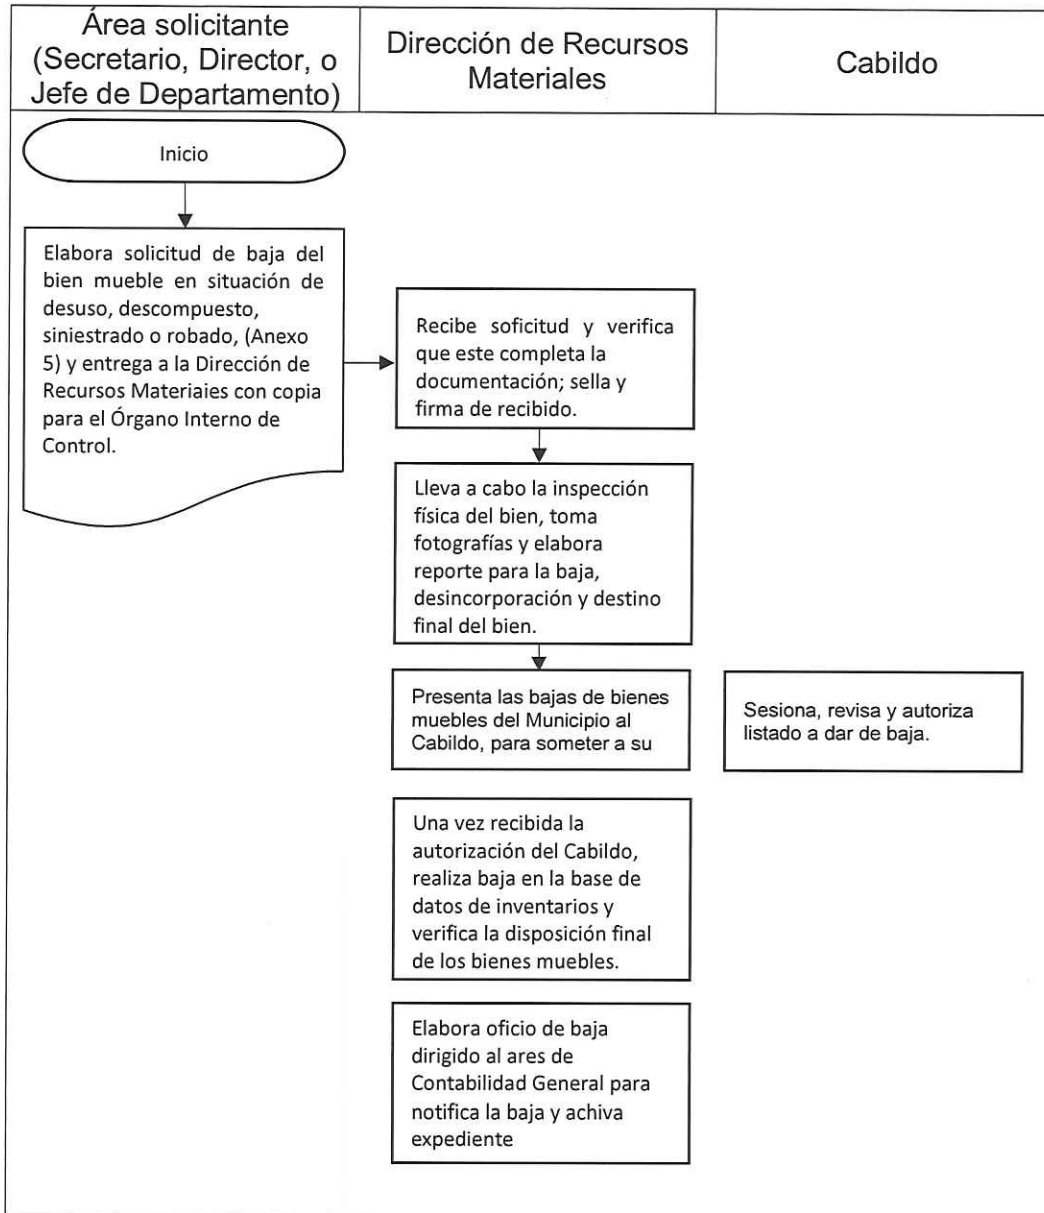 Área solicitante
(Secretario, Director, o
Jefe de Departamento)
Dirección de Recursos
Materiales
Cabildo
Inicio
Elabora solicitud de baja del
bien mueble en situación de
desuso, descompuesto,
siniestrado o robado, (Anexo
5) y entrega a la Dirección de
Recursos Materiaies con copia
para el Órgano Interno de
Control.
Recibe soficitud y verifica
que este completa la
documentación; sella y
firma de recibido.
Lleva a cabo la inspección
física del bien, toma
fotografías y elabora
reporte para la baja,
desincorporación y destino
final del bien.
Presenta las bajas de bienes
muebles del Municipio al
Cabildo, para someter a su
Sesiona, revisa y autoriza
listado a dar de baja.
Una vez recibida la
autorización del Cabildo,
realiza baja en la base de
datos de inventarios y
verifica la disposición final
de los bienes muebles.
Elabora oficio de baja
dirigido al ares de
Contabilidad General para
notifica la baja y achiva
expediente